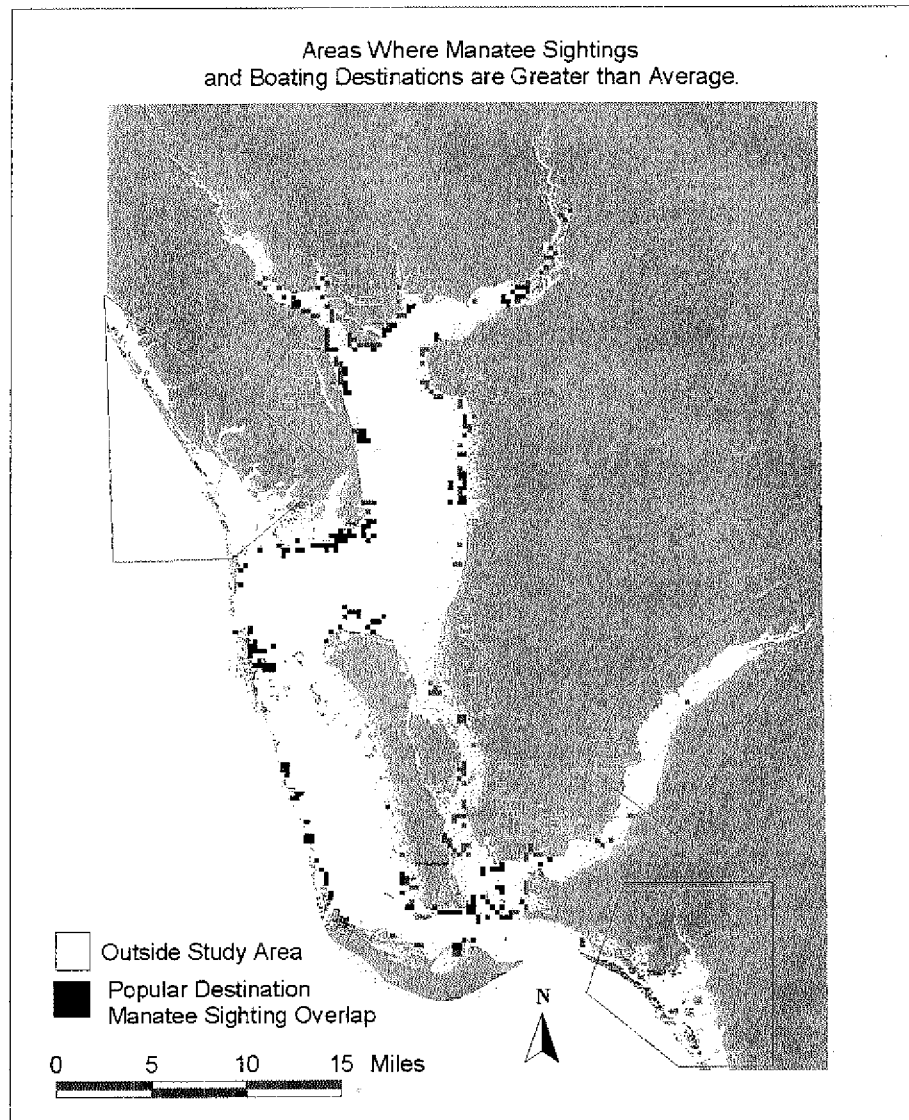 Areas Where Manatee Sightings
and Boating Destinations are Greater than Average.
Outside Study Area
Popular Destination
Manatee Sighting Overlap
N
0 5 10 15 Miles